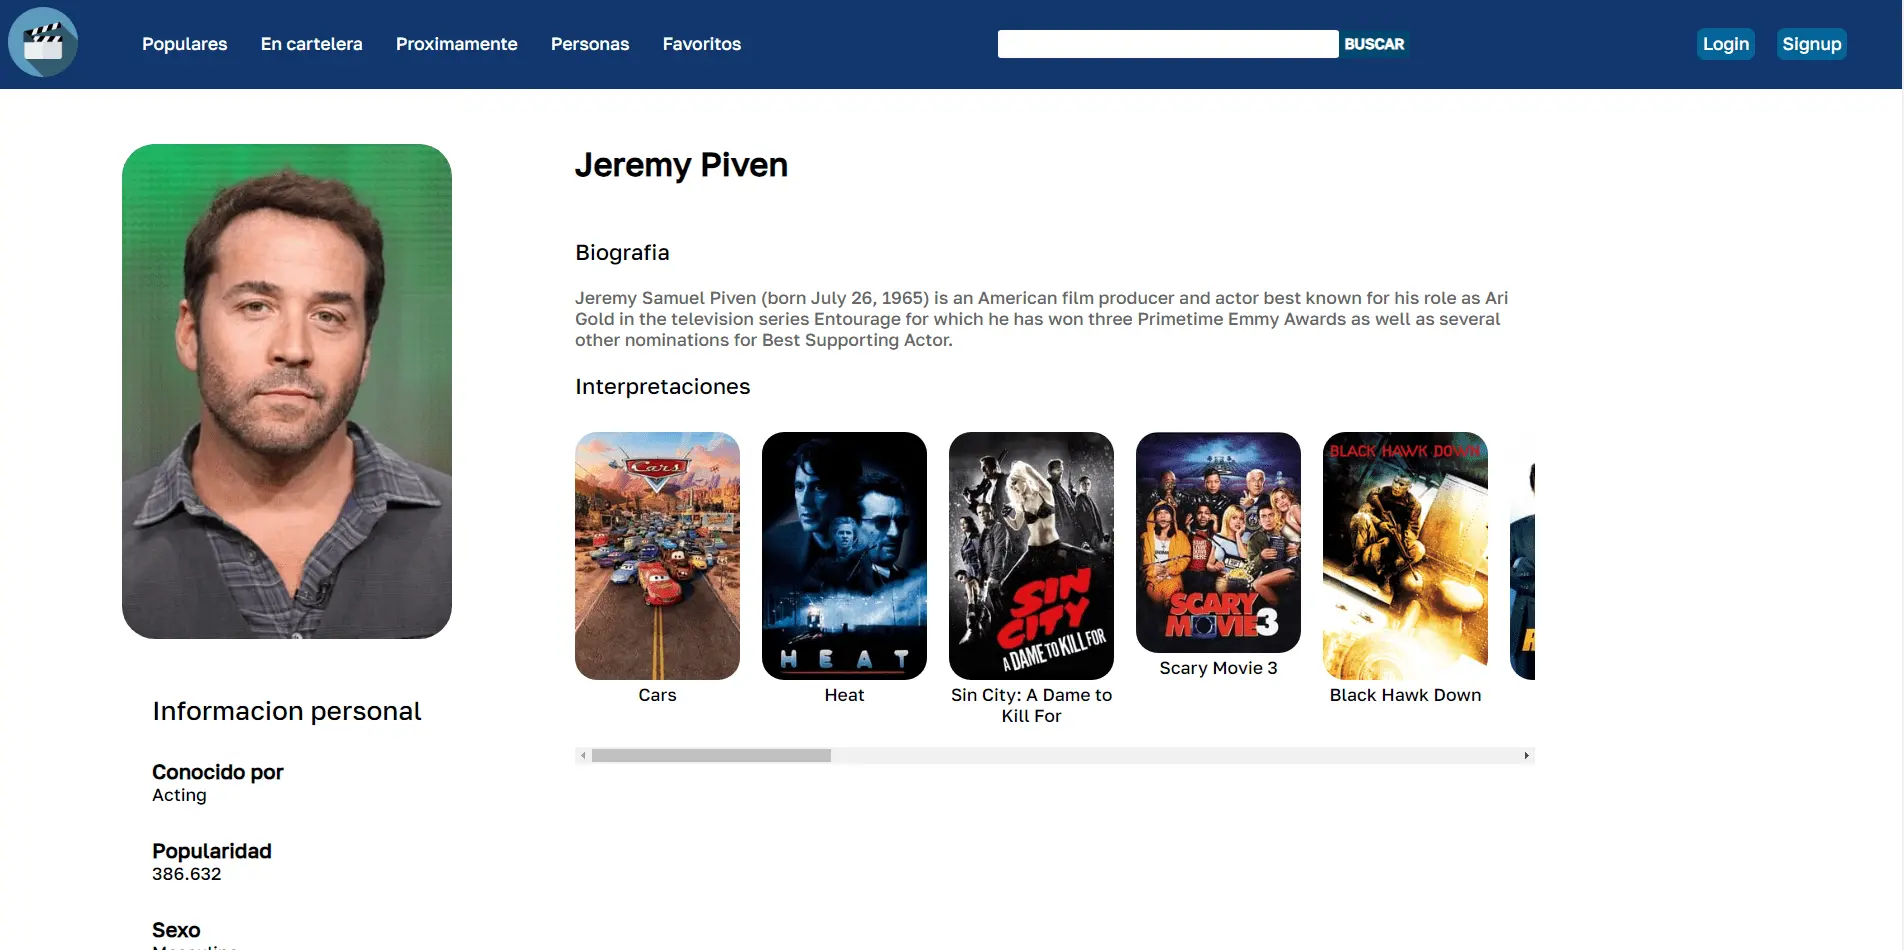 Populares En cartelera Proximamente Personas Favoritos BUSCAR Login Signup
Jeremy Piven
Biografia
Jeremy Samuel Piven (born July 26, 1965) is an American film producer and actor best known for his role as Ari
Gold in the television series Entourage for which he has won three Primetime Emmy Awards as well as several
other nominations for Best Supporting Actor.
Interpretaciones
Cars
HEAT
SIN
CITY
A DAME TO KILL FOR
SCARY
MOVIE 3
BLACK HAWK DOWN
Cars
Heat
Sin City: A Dame to
Kill For
Scary Movie 3
Black Hawk Down
Informacion personal
Conocido por
Acting
Popularidad
386.632
Sexo